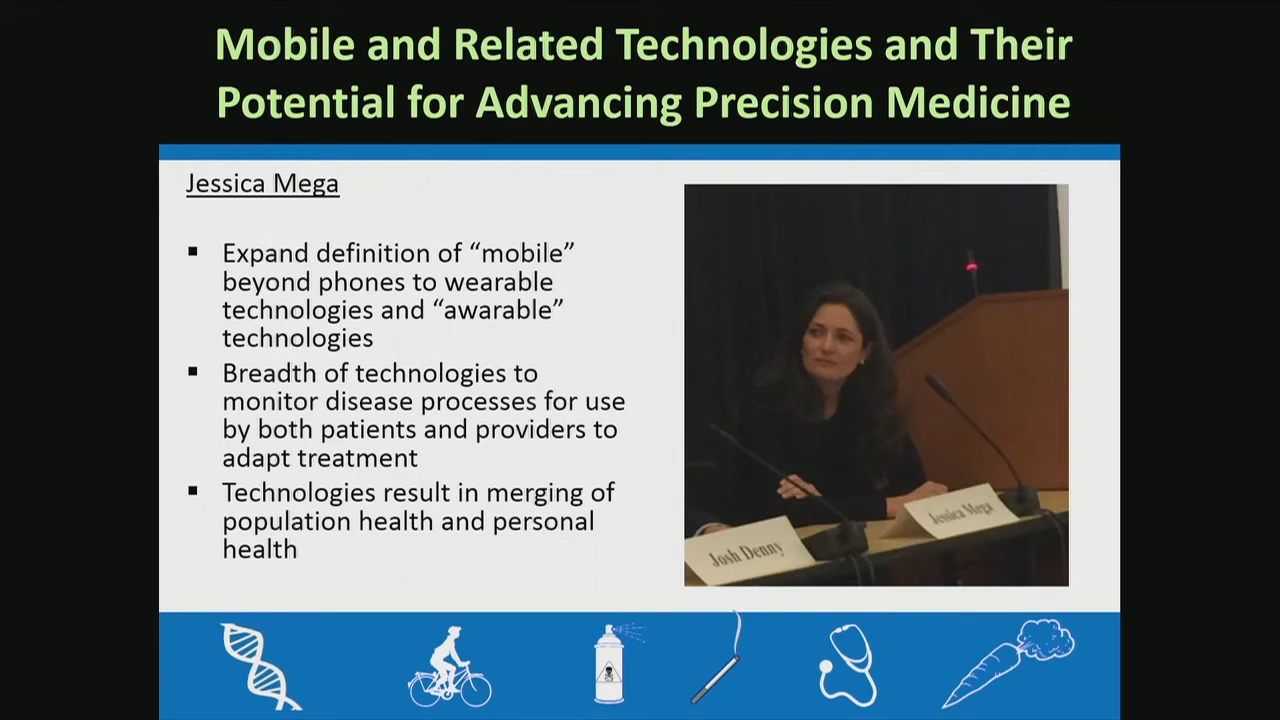 Mobile and Related Technologies and Their
Potential for Advancing Precision Medicine
Jessica Mega
▪ Expand definition of “mobile”
beyond phones to wearable
technologies and “awarable”
technologies
▪ Breadth of technologies to
monitor disease processes for use
by both patients and providers to
adapt treatment
▪ Technologies result in merging of
population health and personal
health
Jessica Mega
Josh Denny